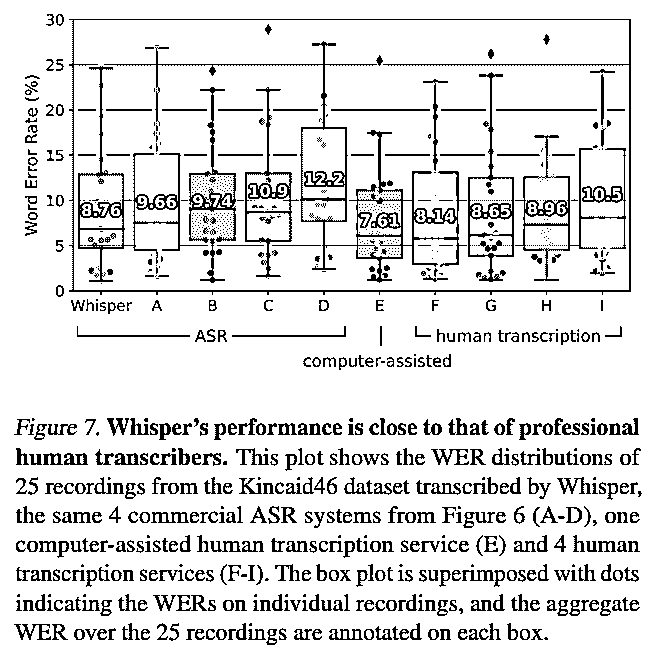 30
25
20
15
10
5
0
Word Error Rate (%)
8.76
9.66
9.74
10.9
12.2
7.61
8.14
8.65
8.96
10.5
Whisper A B C D E F G H I
ASR
human transcription
computer-assisted
Figure 7. Whisper's performance is close to that of professional
human transcribers. This plot shows the WER distributions of
25 recordings from the Kincaid46 dataset transcribed by Whisper,
the same 4 commercial ASR systems from Figure 6 (A-D), one
computer-assisted human transcription service (E) and 4 human
transcription services (F-I). The box plot is superimposed with dots
indicating the WERs on individual recordings, and the aggregate
WER over the 25 recordings are annotated on each box.